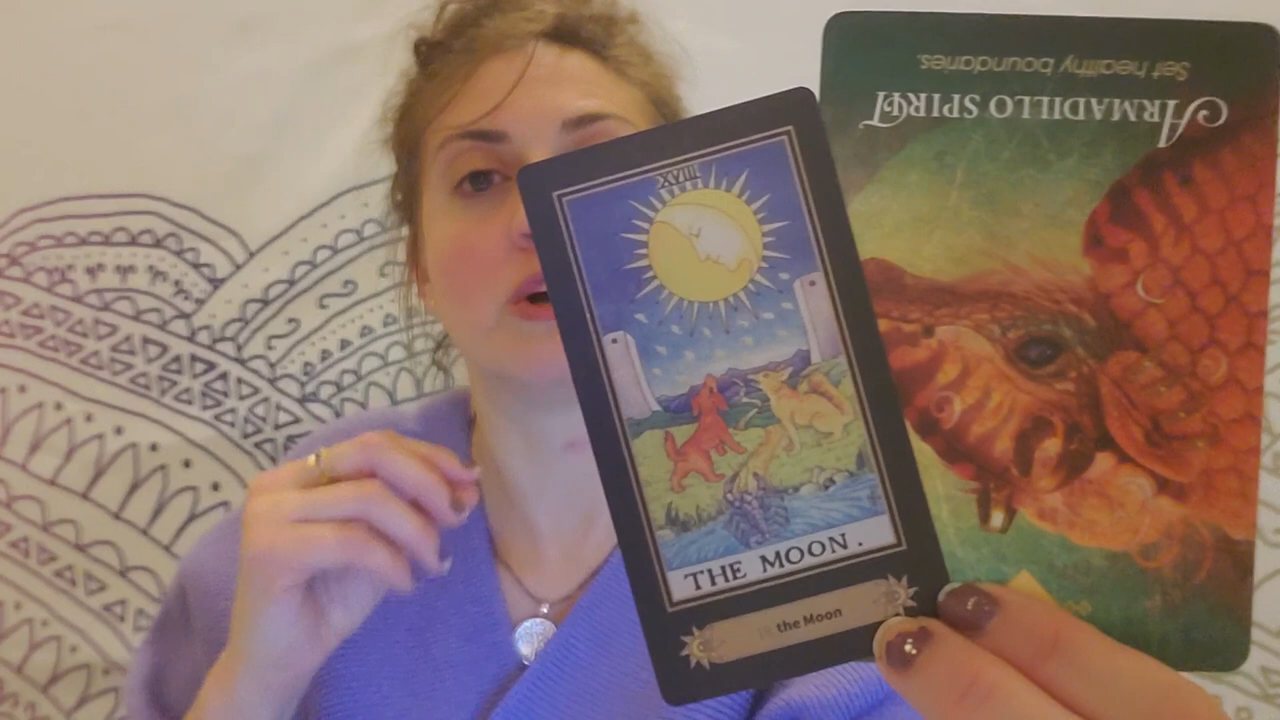 XVIII
THE MOON.
the Moon
Set healthy boundaries.
ARMADILLO SPIRIT